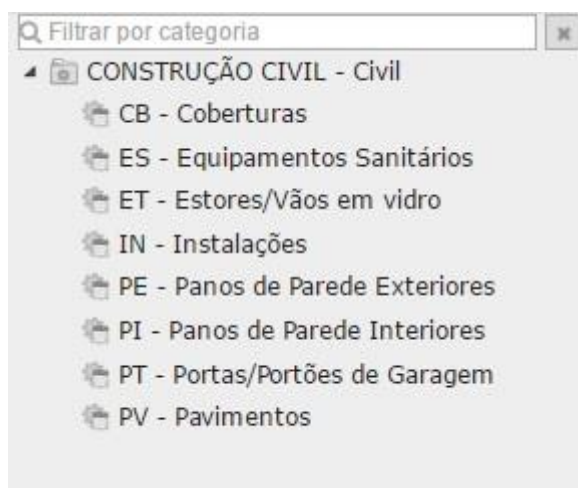 Filtrar por categoria
CONSTRUÇÃO CIVIL - Civil
CB - Coberturas
ES - Equipamentos Sanitários
ET - Estores/Vãos em vidro
IN - Instalações
PE - Panos de Parede Exteriores
PI - Panos de Parede Interiores
PT - Portas/Portões de Garagem
PV - Pavimentos